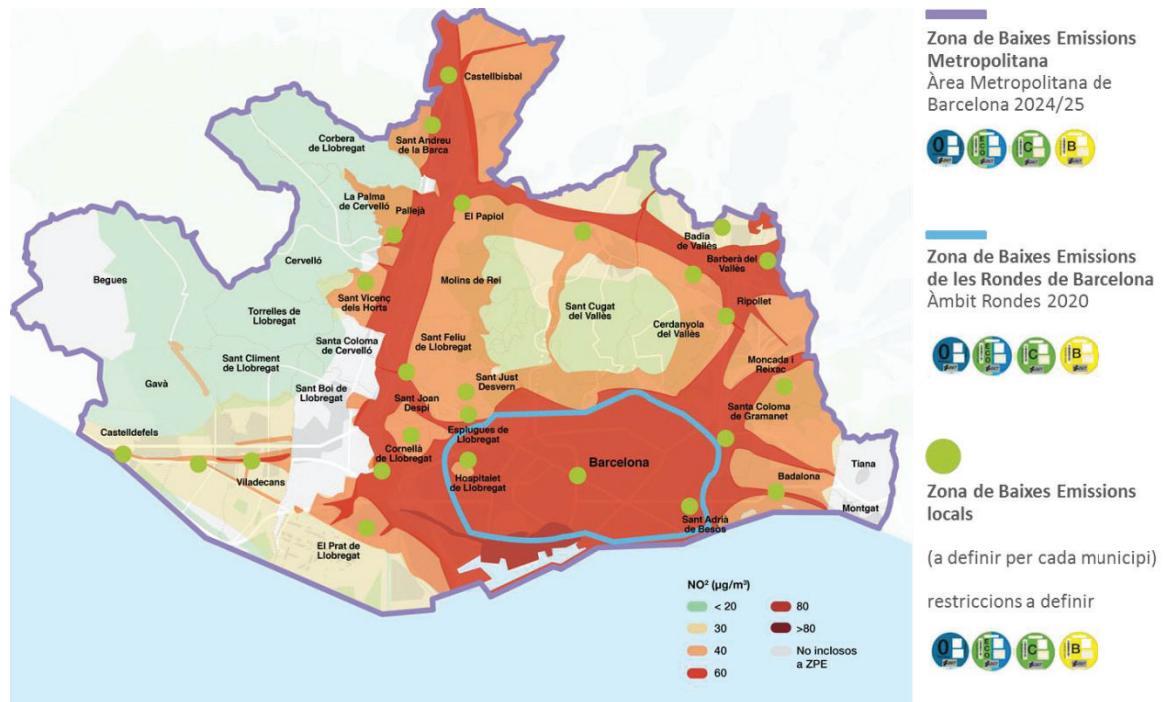 Castellbisbal
Corbera
de Llobregat
Sant Andreu
de la Barca
La Palma
de Cervelló
Pallejà
El Papiol
Badia
de Vallès
Barberà del
Vallès
Begues
Cervelló
Molins de Rei
Sant Cugat
del Vallès
Ripollet
Sant Vicenç
dels Horts
Cerdanyola
del Vallès
Torrelles de
Llobregat
Santa Coloma
de Cervelló
Sant Feliu
de Llobregat
Moncada i
Reixac
Sant Climent
de Llobregat
Gavà
Sant Boi de
Llobregat
Sant Just
Desvern
Sant Joan
Despí
Santa Coloma
de Gramanet
Castelldefels
Esplugues de
Llobregat
Cornellà
de Llobregat
Barcelona
Tiana
Viladecans
Hospitalet
de Llobregat
Badalona
Montgat
Sant Adrià
de Besòs
El Prat de
Llobregat
NO² (µg/m³)
< 20
30
40
60
80
>80
No inclosos
a ZPE
Zona de Baixes Emissions
Metropolitana
Àrea Metropolitana de
Barcelona 2024/25
0 ECO C B
Zona de Baixes Emissions
de les Rondes de Barcelona
Àmbit Rondes 2020
0 ECO C B
Zona de Baixes Emissions
locals
(a definir per cada municipi)
restriccions a definir
0 ECO C B